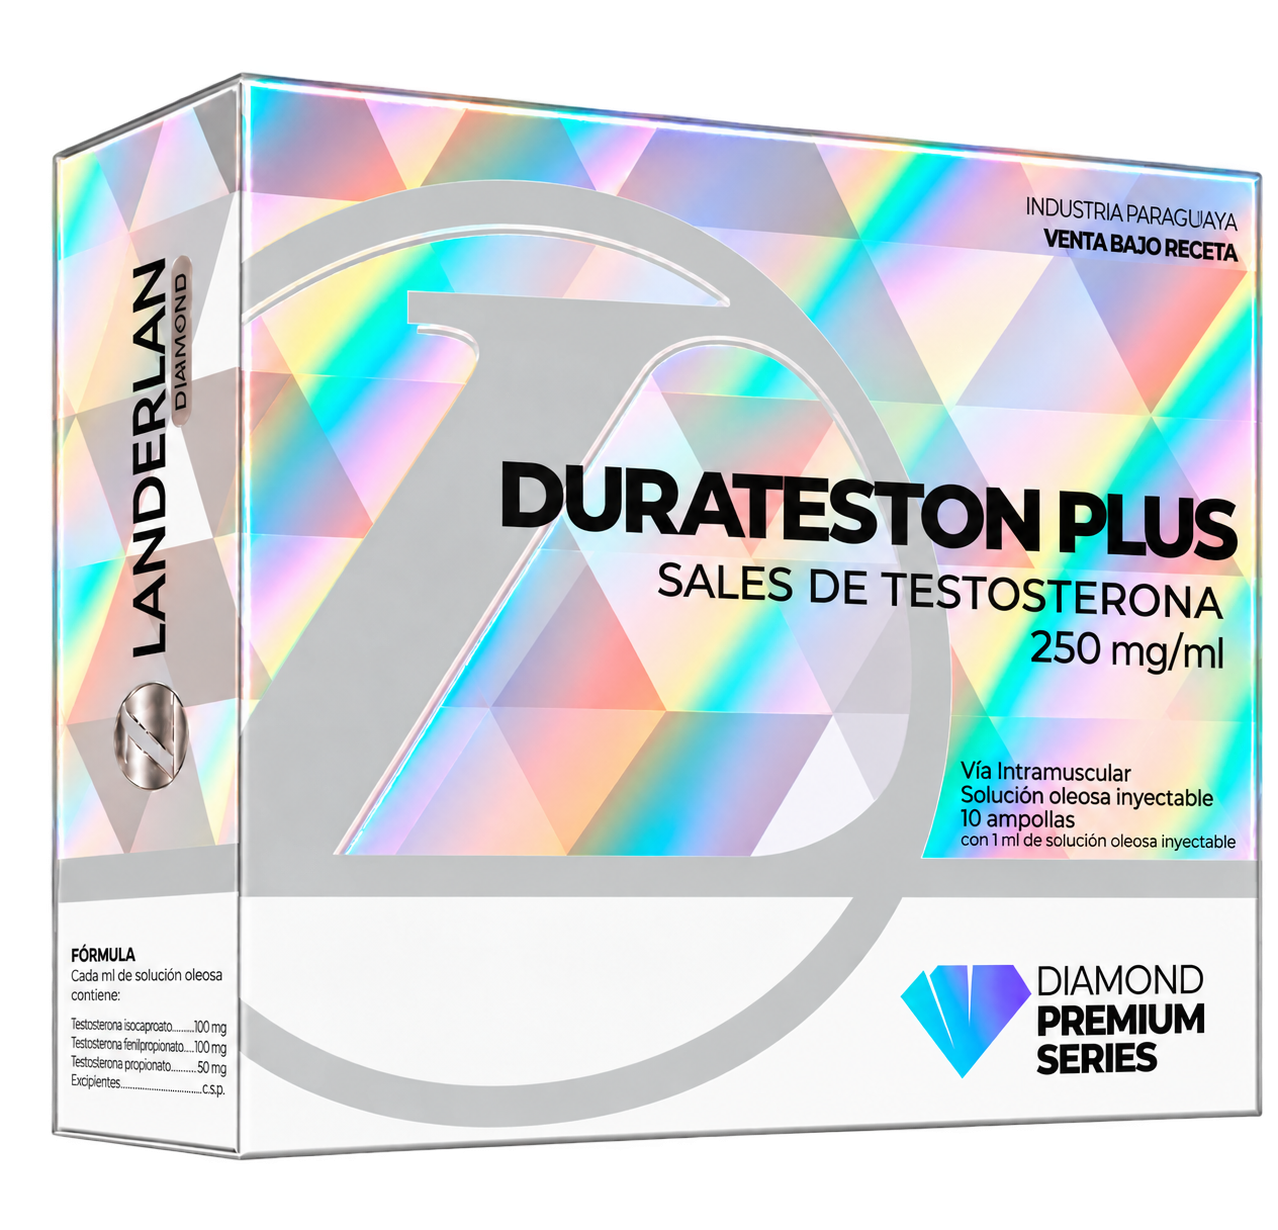 LANDERLAN
DIAMOND
FÓRMULA
Cada ml de solución oleosa
contiene:
Testosterona isocaproato.........100 mg
Testosterona fenilpropionato....100 mg
Testosterona propionato..........50 mg
Excipientes..............................c.s.p.
INDUSTRIA PARAGUAYA
VENTA BAJO RECETA
DURATESTON PLUS
SALES DE TESTOSTERONA
250 mg/ml
Vía Intramuscular
Solución oleosa inyectable
10 ampollas
con 1 ml de solución oleosa inyectable
DIAMOND
PREMIUM
SERIES